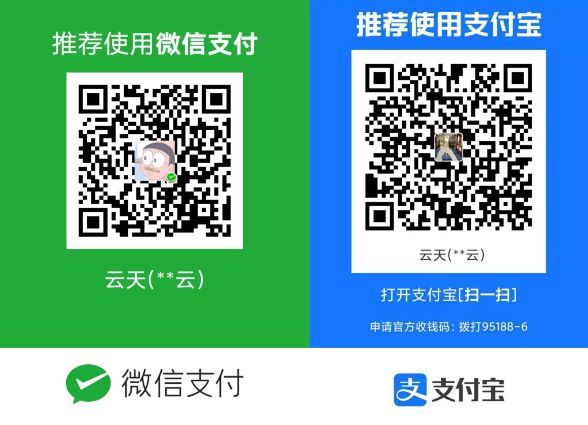 推荐使用微信支付
云天(**云)
微信支付
推荐使用支付宝
云天(**云)
打开支付宝[扫一扫]
申请官方收钱码：拨打95188-6
支付宝